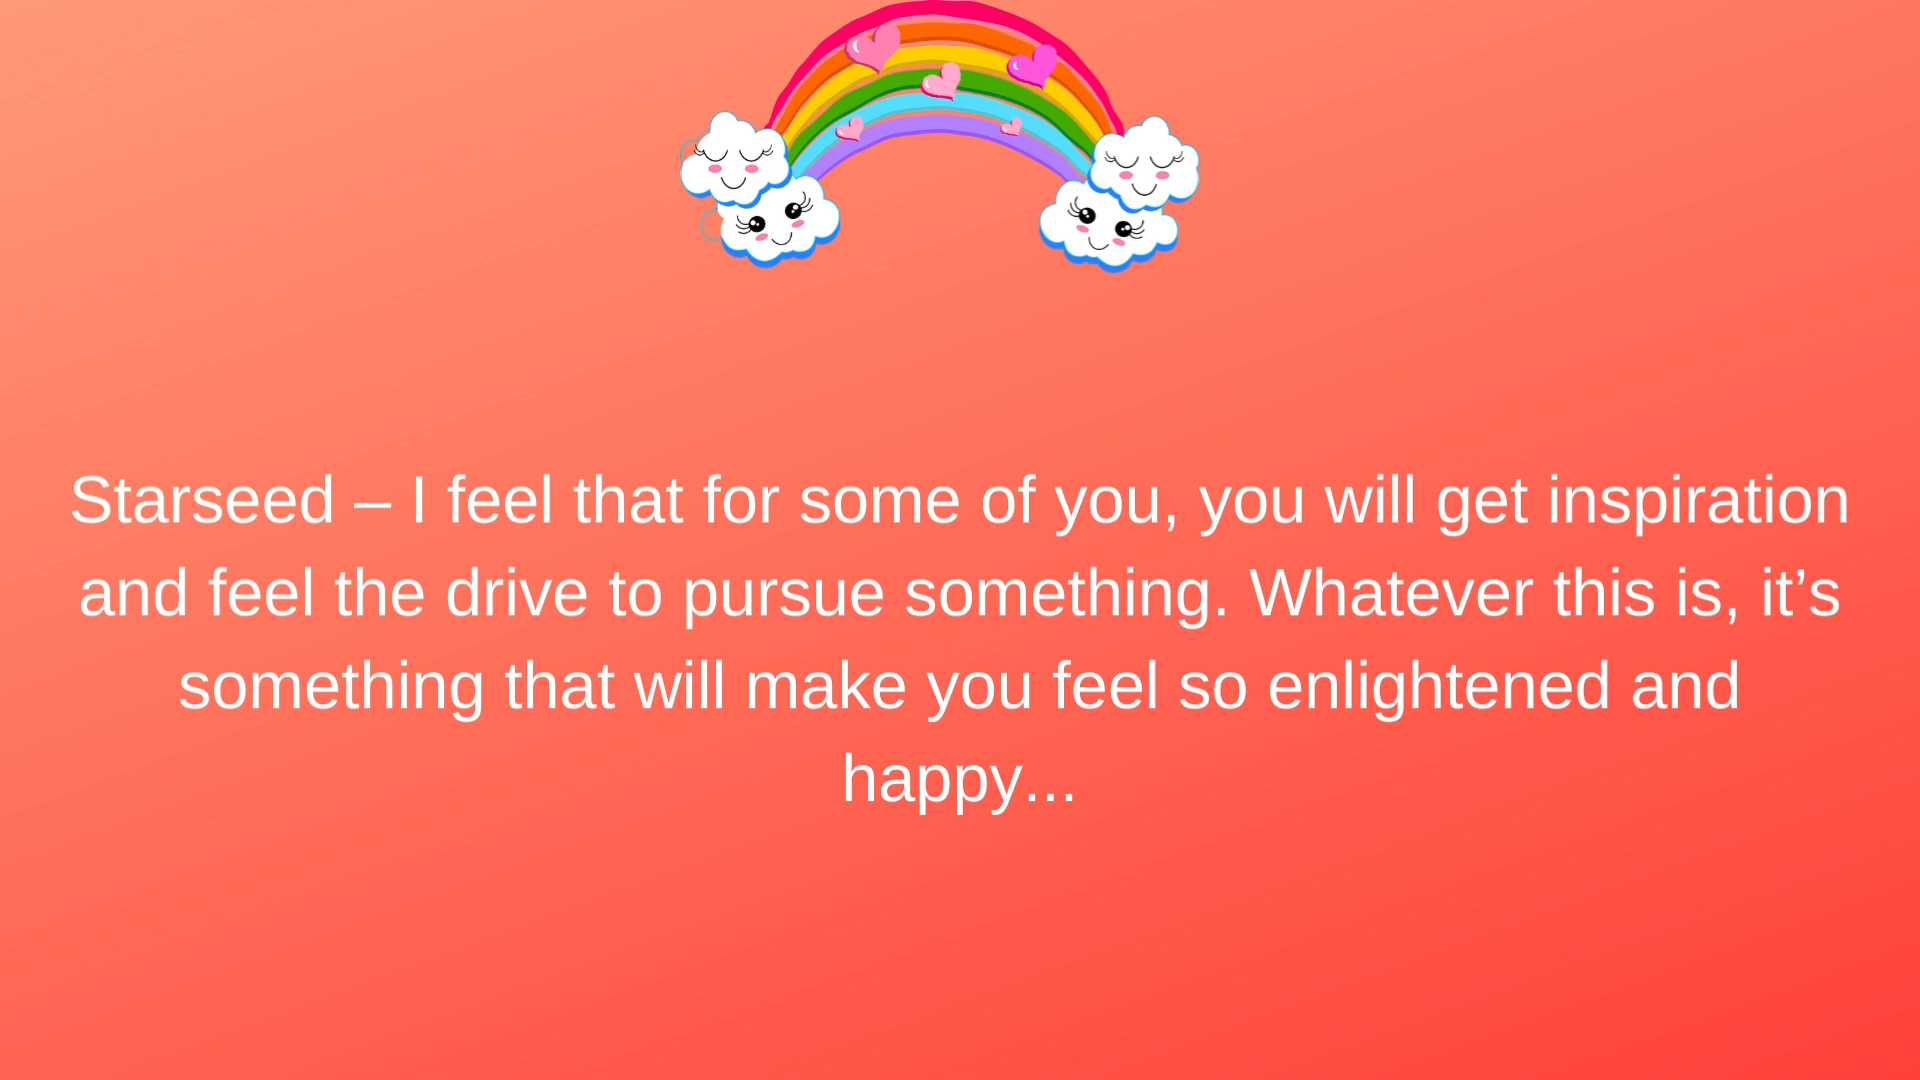 Starseed – I feel that for some of you, you will get inspiration
and feel the drive to pursue something. Whatever this is, it’s
something that will make you feel so enlightened and
happy...